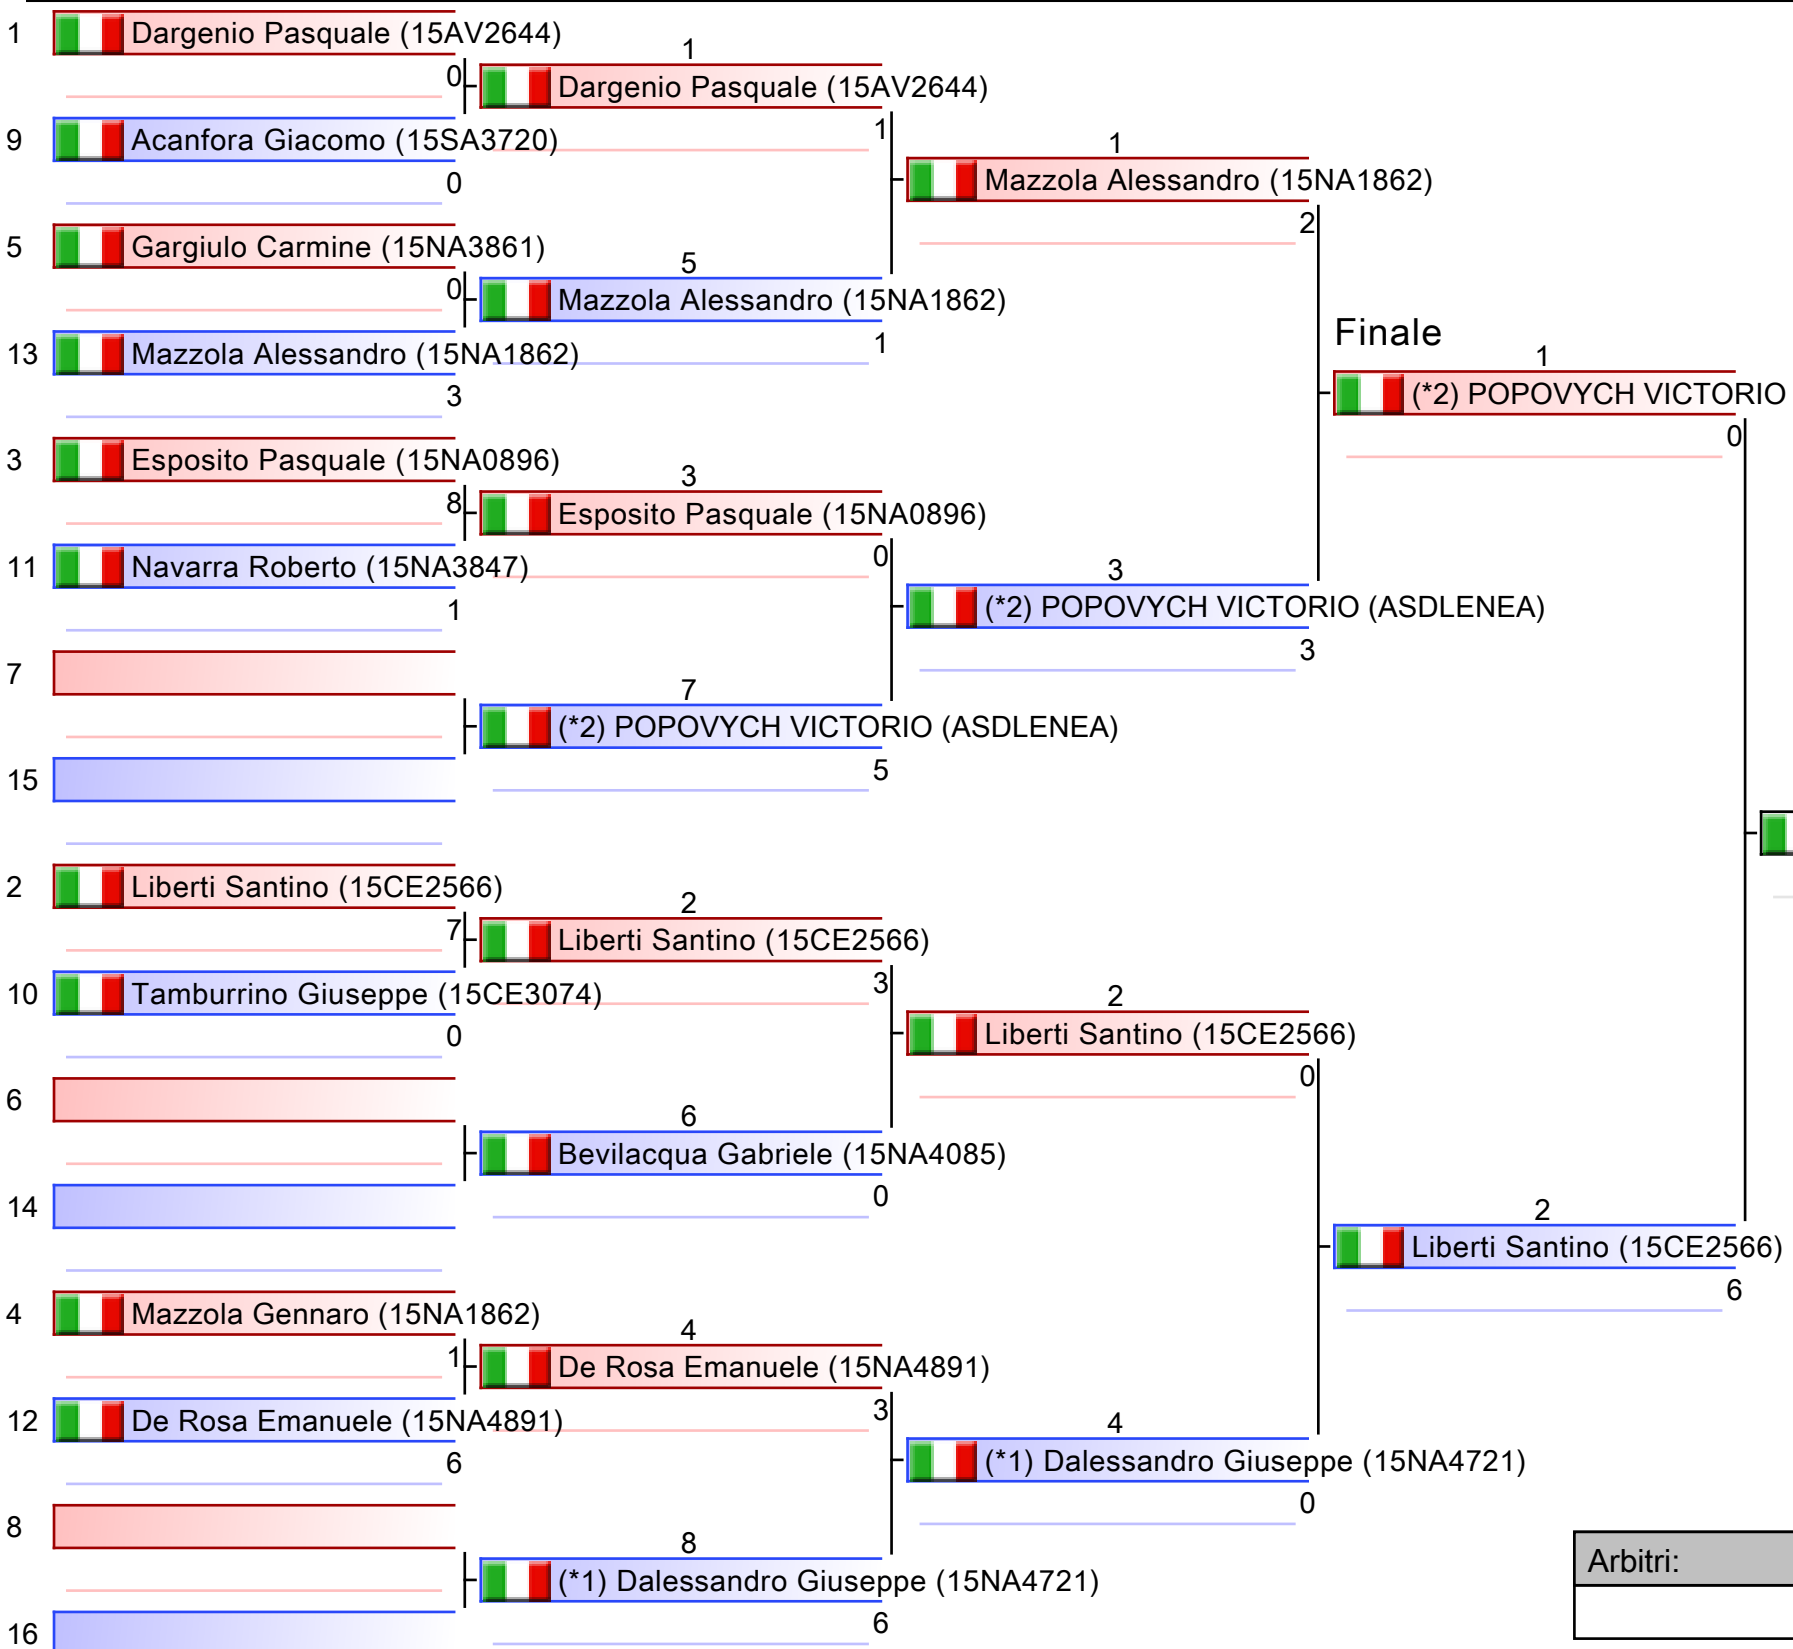 1 Dargenio Pasquale (15AV2644)
0
9 Acanfora Giacomo (15SA3720)
0
5 Gargiulo Carmine (15NA3861)
0
13 Mazzola Alessandro (15NA1862)
3
3 Esposito Pasquale (15NA0896)
8
11 Navarra Roberto (15NA3847)
1
7
15
2 Liberti Santino (15CE2566)
7
10 Tamburrino Giuseppe (15CE3074)
0
6
14
4 Mazzola Gennaro (15NA1862)
1
12 De Rosa Emanuele (15NA4891)
6
8
16
1
Dargenio Pasquale (15AV2644)
1
5
Mazzola Alessandro (15NA1862)
1
3
Esposito Pasquale (15NA0896)
0
7
(*2) POPOVYCH VICTORIO (ASDLENEA)
5
2
Liberti Santino (15CE2566)
3
6
Bevilacqua Gabriele (15NA4085)
0
4
De Rosa Emanuele (15NA4891)
3
8
(*1) Dalessandro Giuseppe (15NA4721)
6
1
Mazzola Alessandro (15NA1862)
2
3
(*2) POPOVYCH VICTORIO (ASDLENEA)
3
2
Liberti Santino (15CE2566)
0
4
(*1) Dalessandro Giuseppe (15NA4721)
0
Finale
1
(*2) POPOVYCH VICTORIO
0
2
Liberti Santino (15CE2566)
6
Arbitri: